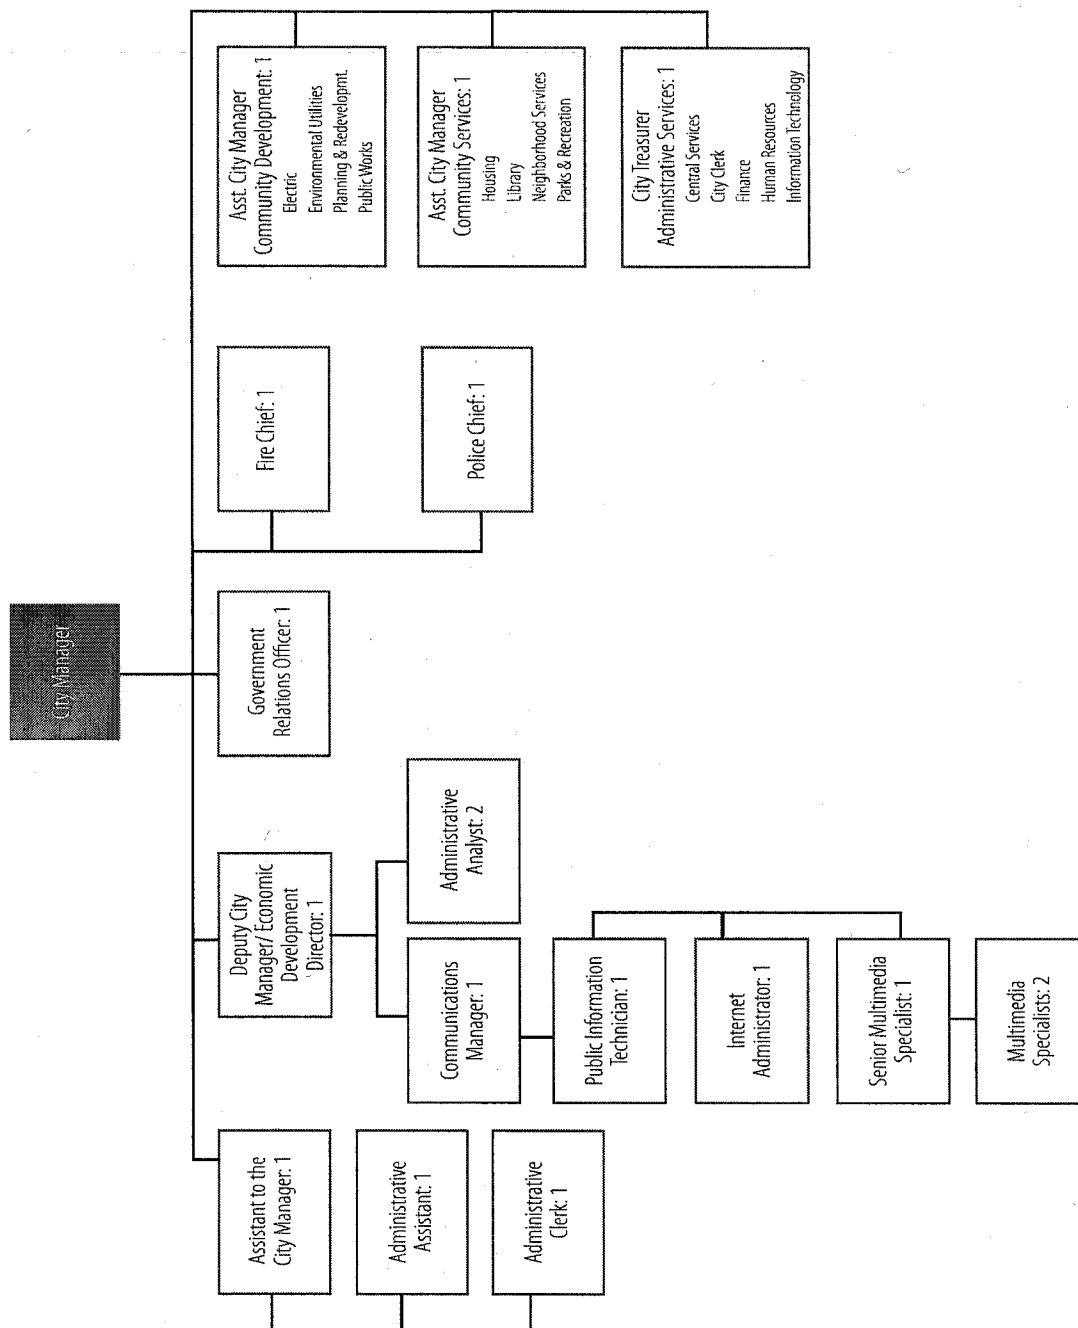 City Manager
Assistant to the
City Manager: 1
Administrative
Assistant: 1
Administrative
Clerk: 1
Deputy City
Manager/ Economic
Development
Director: 1
Communications
Manager: 1
Administrative
Analyst: 2
Public Information
Technician: 1
Internet
Administrator: 1
Senior Multimedia
Specialist: 1
Multimedia
Specialists: 2
Government
Relations Officer: 1
Fire Chief: 1
Police Chief: 1
Asst. City Manager
Community Development: 1
Electric
Environmental Utilities
Planning & Redevelopmt.
Public Works
Asst. City Manager
Community Services: 1
Housing
Library
Neighborhood Services
Parks & Recreation
City Treasurer
Administrative Services: 1
Central Services
City Clerk
Finance
Human Resources
Information Technology